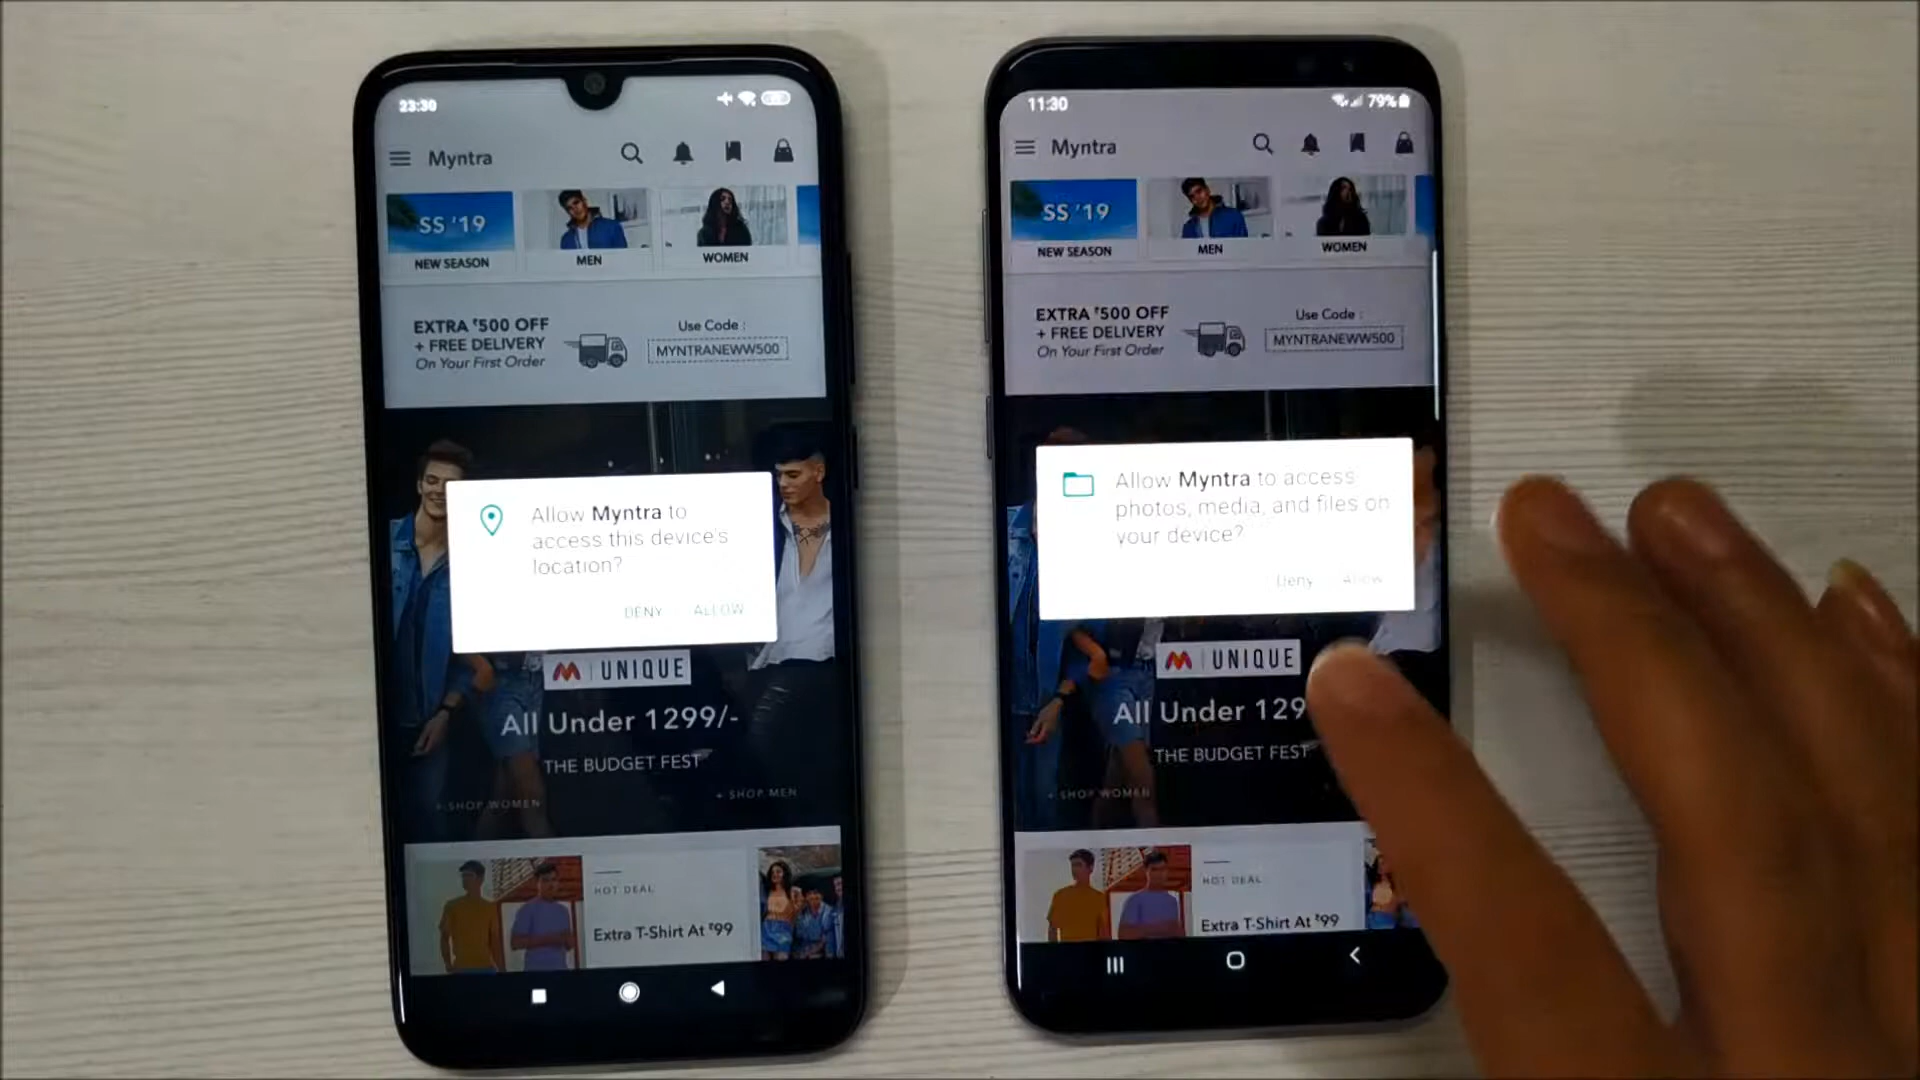 23:30
Myntra
SS '19
NEW SEASON
MEN
WOMEN
EXTRA ₹500 OFF
+ FREE DELIVERY
On Your First Order
Use Code :
MYNTRANEWW500
Allow Myntra to
access this device's
location?
DENY
ALLOW
UNIQUE
All Under 1299/-
THE BUDGET FEST
+ SHOP WOMEN
+ SHOP MEN
HOT DEAL
Extra T-Shirt At ₹99
11:30
79%
Myntra
SS '19
NEW SEASON
MEN
WOMEN
EXTRA ₹500 OFF
+ FREE DELIVERY
On Your First Order
Use Code :
MYNTRANEWW500
Allow Myntra to access
photos, media, and files on
your device?
Deny
Allow
UNIQUE
All Under 129
THE BUDGET FEST
+ SHOP WOMEN
HOT DEAL
Extra T-Shirt At ₹99